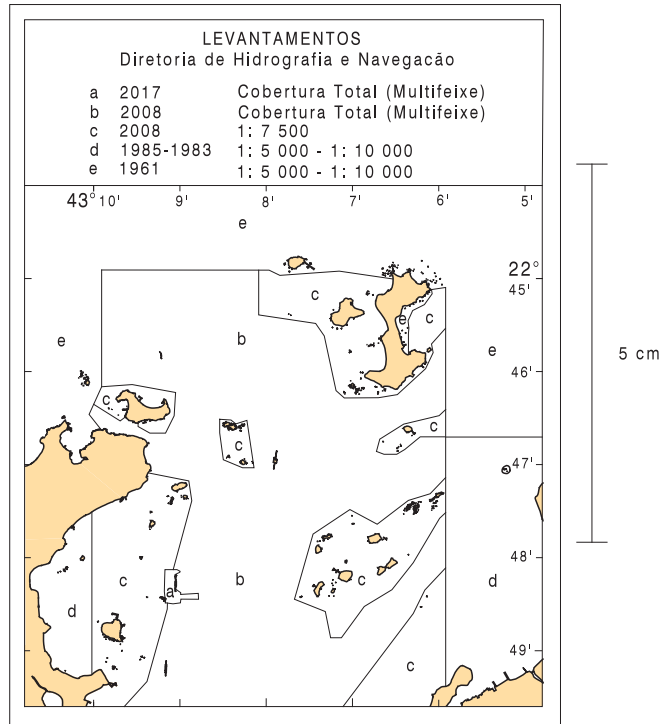 LEVANTAMENTOS
Diretoria de Hidrografia e Navegacão
a 2017 Cobertura Total (Multifeixe)
b 2008 Cobertura Total (Multifeixe)
c 2008 1: 7 500
d 1985-1983 1: 5 000 - 1: 10 000
e 1961 1: 5 000 - 1: 10 000
43° 10' 9' 8' 7' 6' 5'
e
22°
45'
c
e c
b
e e
5 cm
46'
c
c c
47'
48'
c a b c d
d
49'
c